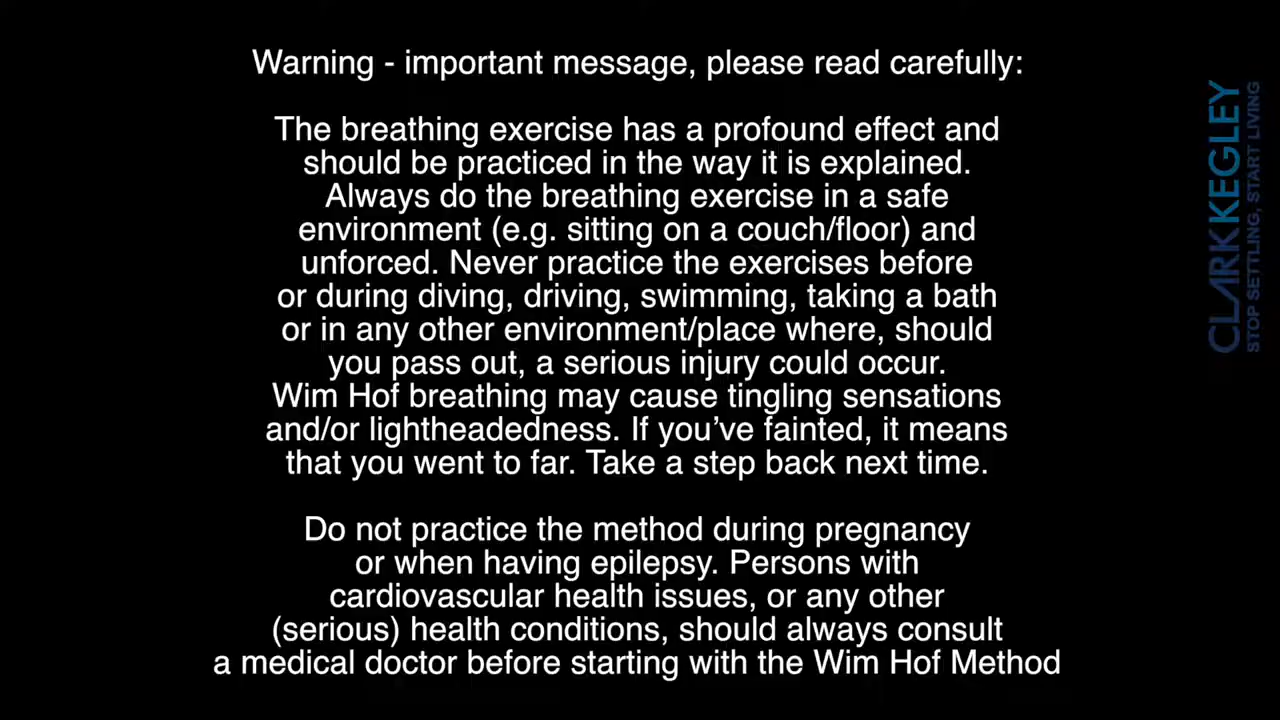 Warning - important message, please read carefully:
The breathing exercise has a profound effect and
should be practiced in the way it is explained.
Always do the breathing exercise in a safe
environment (e.g. sitting on a couch/floor) and
unforced. Never practice the exercises before
or during diving, driving, swimming, taking a bath
or in any other environment/place where, should
you pass out, a serious injury could occur.
Wim Hof breathing may cause tingling sensations
and/or lightheadedness. If you’ve fainted, it means
that you went to far. Take a step back next time.
Do not practice the method during pregnancy
or when having epilepsy. Persons with
cardiovascular health issues, or any other
(serious) health conditions, should always consult
a medical doctor before starting with the Wim Hof Method
CLARKEGLEY
STOP SETTLING, START LIVING